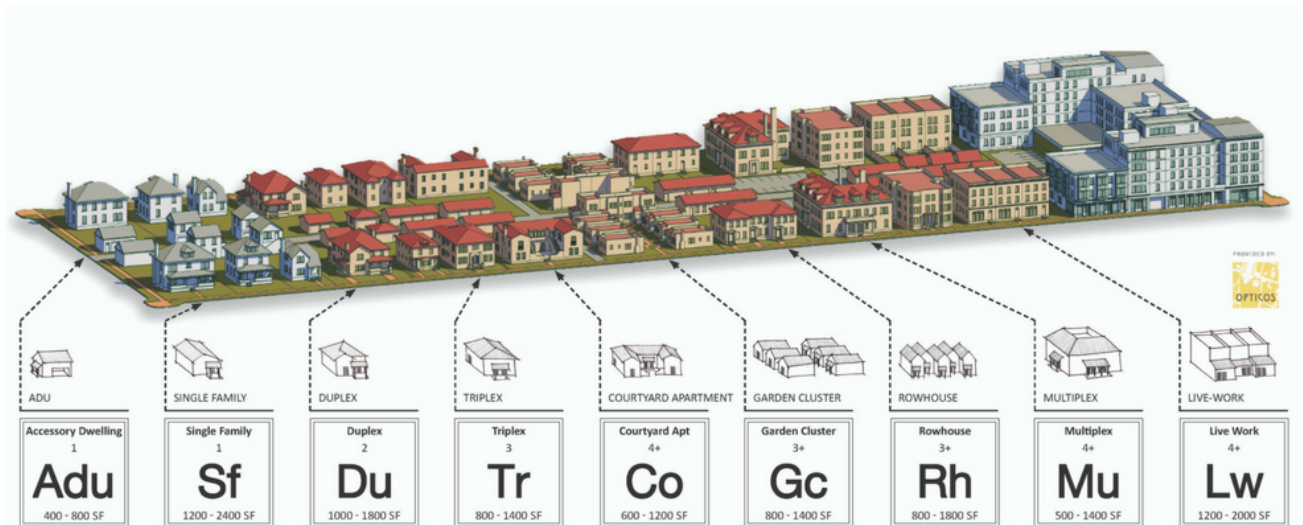 PROVIDED BY:
OPTICOS
ADU
SINGLE FAMILY
DUPLEX
TRIPLEX
COURTYARD APARTMENT
GARDEN CLUSTER
ROWHOUSE
MULTIPLEX
LIVE-WORK
Accessory Dwelling
1
Adu
400 - 800 SF
Single Family
1
Sf
1200 - 2400 SF
Duplex
2
Du
1000 - 1800 SF
Triplex
3
Tr
800 - 1400 SF
Courtyard Apt
4+
Co
600 - 1200 SF
Garden Cluster
3+
Gc
800 - 1400 SF
Rowhouse
3+
Rh
800 - 1800 SF
Multiplex
4+
Mu
500 - 1400 SF
Live Work
4+
Lw
1200 - 2000 SF